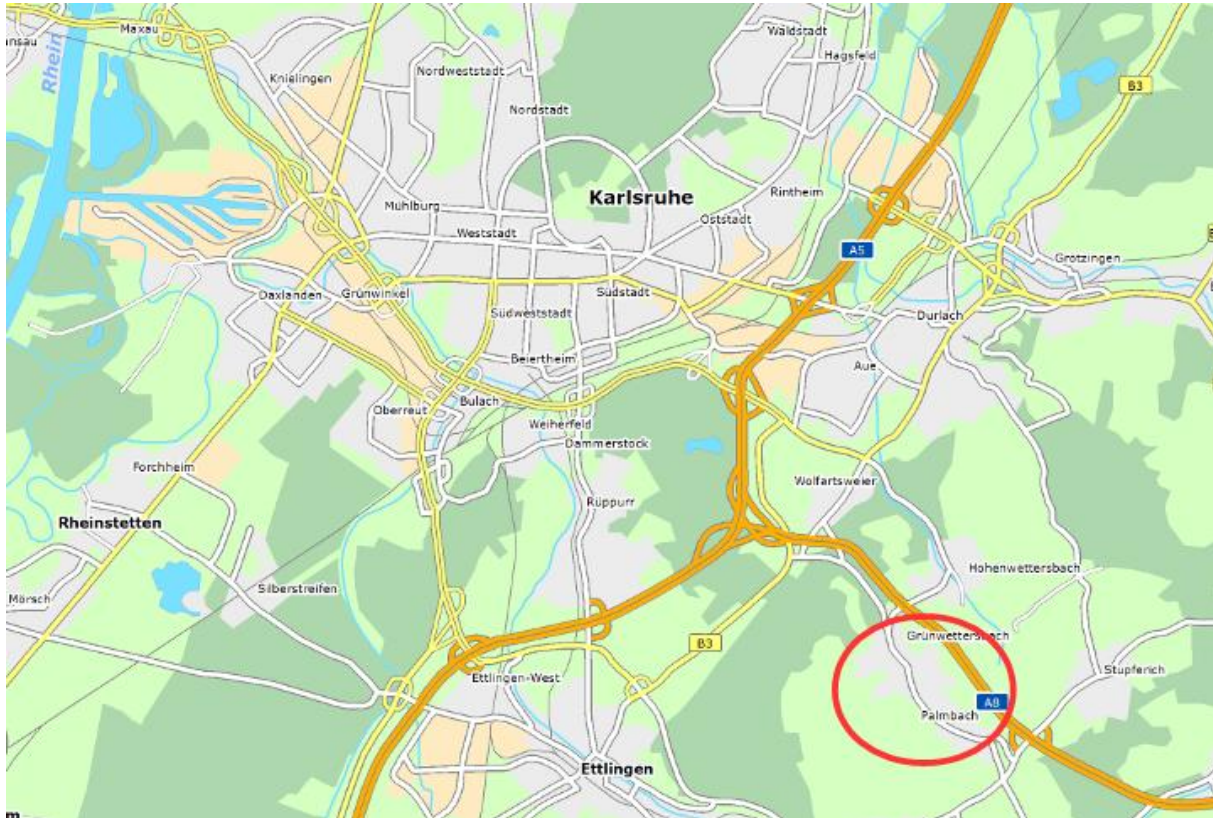 Maxau
ansau
Rhein
Knielingen
Nordweststadt
Nordstadt
Waldstadt
Hagsfeld
B3
Karlsruhe
Rintheim
Mühlburg
Weststadt
Oststadt
A5
Grötzingen
Daxlanden
Grünwinkel
Südstadt
Südweststadt
Durlach
Beiertheim
Aue
Oberreut
Bulach
Weiherfeld
Dammerstock
Forchheim
Wolfartsweier
Rüppurr
Rheinstetten
Hohenwettersbach
Silberstreifen
Mörsch
Grünwettersbach
B3
Stupferich
Ettlingen-West
A8
Palmbach
Ettlingen
m